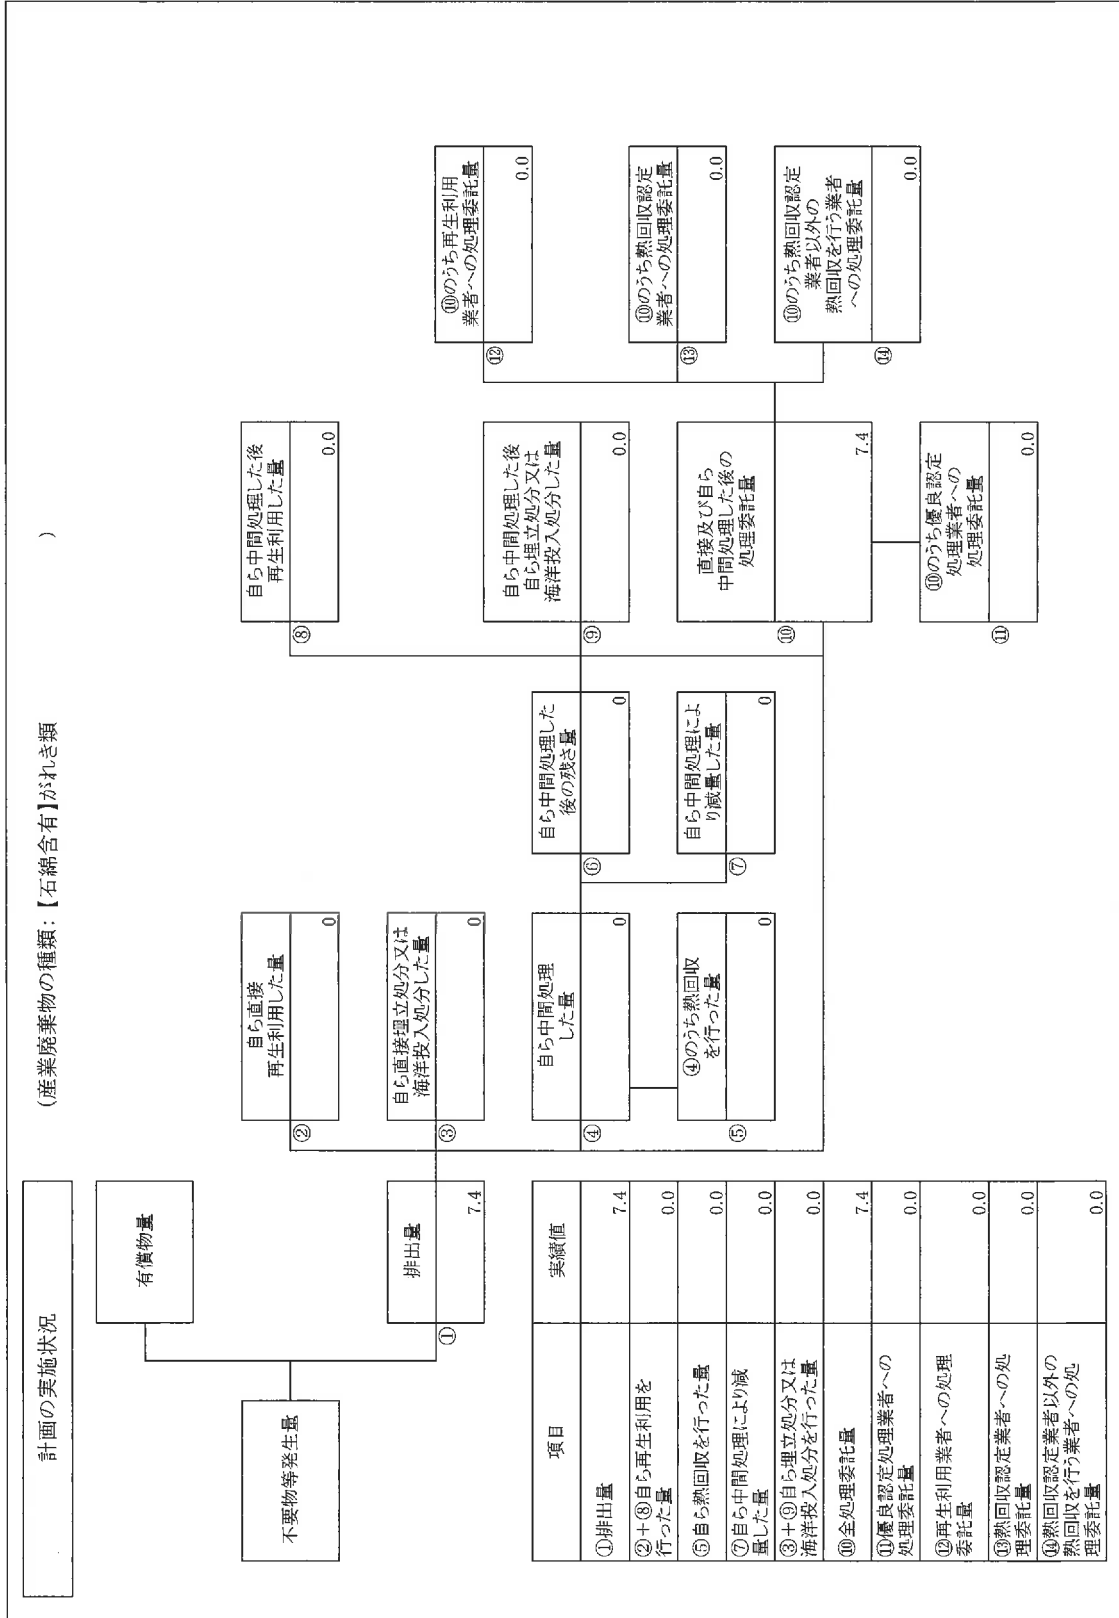 計画の実施状況
(産業廃棄物の種類:【石綿含有】がれき類 )
不要物等発生量
有償物量
排出量
①
7.4
自ら直接
再生利用した量
②
0
自ら直接埋立処分又は
海洋投入処分した量
③
0
自ら中間処理
した量
④
0
④のうち熱回収
を行った量
⑤
0
自ら中間処理した
後の残さ量
⑥
0
自ら中間処理によ
り減量した量
⑦
0
自ら中間処理した後
再生利用した量
⑧
0.0
自ら中間処理した後
自ら埋立処分又は
海洋投入処分した量
⑨
0.0
直接及び自ら
中間処理した後の
処理委託量
⑩
7.4
⑩のうち優良認定
処理業者への
処理委託量
⑪
0.0
⑩のうち再生利用
業者への処理委託量
⑫
0.0
⑩のうち熱回収認定
業者への処理委託量
⑬
0.0
⑩のうち熱回収認定
業者以外の
熱回収を行う業者
への処理委託量
⑭
0.0
項目 実績値
①排出量 7.4
②+⑧自ら再生利用を
行った量 0.0
⑤自ら熱回収を行った量 0.0
⑦自ら中間処理により減
量した量 0.0
③+⑨自ら埋立処分又は
海洋投入処分を行った量 0.0
⑩全処理委託量 7.4
⑪優良認定処理業者への
処理委託量 0.0
⑫再生利用業者への処理
委託量 0.0
⑬熱回収認定業者への処
理委託量 0.0
⑭熱回収認定業者以外の
熱回収を行う業者への処
理委託量 0.0